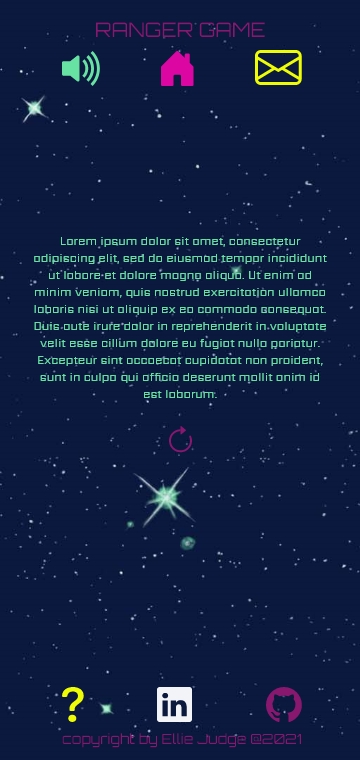 RANGER GAME
Lorem ipsum dolor sit amet, consectetur
adipiscing elit, sed do eiusmod tempor incididunt
ut labore et dolore magna aliqua. Ut enim ad
minim veniam, quis nostrud exercitation ullamco
laboris nisi ut aliquip ex ea commodo consequat.
Duis aute irure dolor in reprehenderit in voluptate
velit esse cillum dolore eu fugiat nulla pariatur.
Excepteur sint occaecat cupidatat non proident,
sunt in culpa qui officia deserunt mollit anim id
est laborum.
?
in
copyright by Ellie Judge @2021